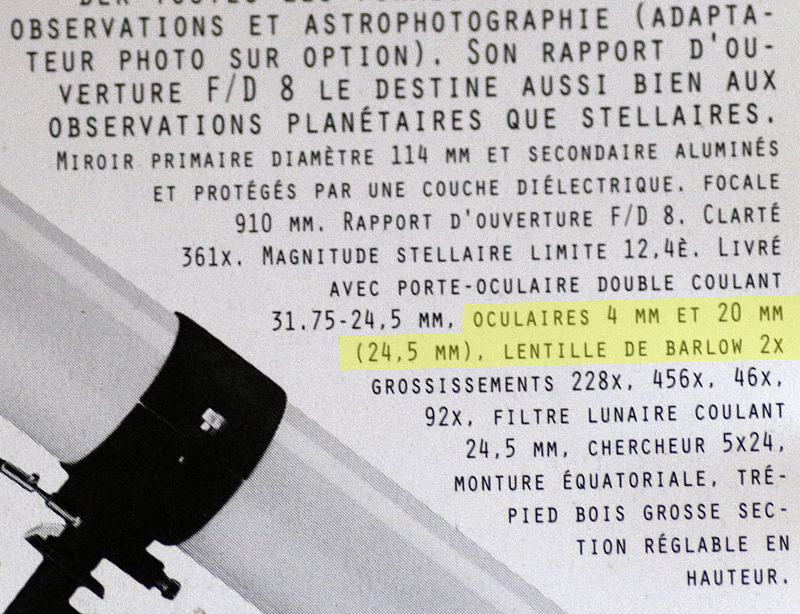 OBSERVATIONS ET ASTROPHOTOGRAPHIE (ADAPTA-
TEUR PHOTO SUR OPTION). SON RAPPORT D'OU-
VERTURE F/D 8 LE DESTINE AUSSI BIEN AUX
OBSERVATIONS PLANÉTAIRES QUE STELLAIRES.
MIROIR PRIMAIRE DIAMÈTRE 114 MM ET SECONDAIRE ALUMINÉS
ET PROTÉGÉS PAR UNE COUCHE DIÉLECTRIQUE. FOCALE
910 MM. RAPPORT D'OUVERTURE F/D 8. CLARTÉ
361X. MAGNITUDE STELLAIRE LIMITE 12,4È. LIVRÉ
AVEC PORTE-OCULAIRE DOUBLE COULANT
31.75-24,5 MM, OCULAIRES 4 MM ET 20 MM
(24,5 MM), LENTILLE DE BARLOW 2X
GROSSISSEMENTS 228X, 456X, 46X,
92X, FILTRE LUNAIRE COULANT
24,5 MM, CHERCHEUR 5X24,
MONTURE ÉQUATORIALE, TRÉ-
PIED BOIS GROSSE SEC-
TION RÉGLABLE EN
HAUTEUR.